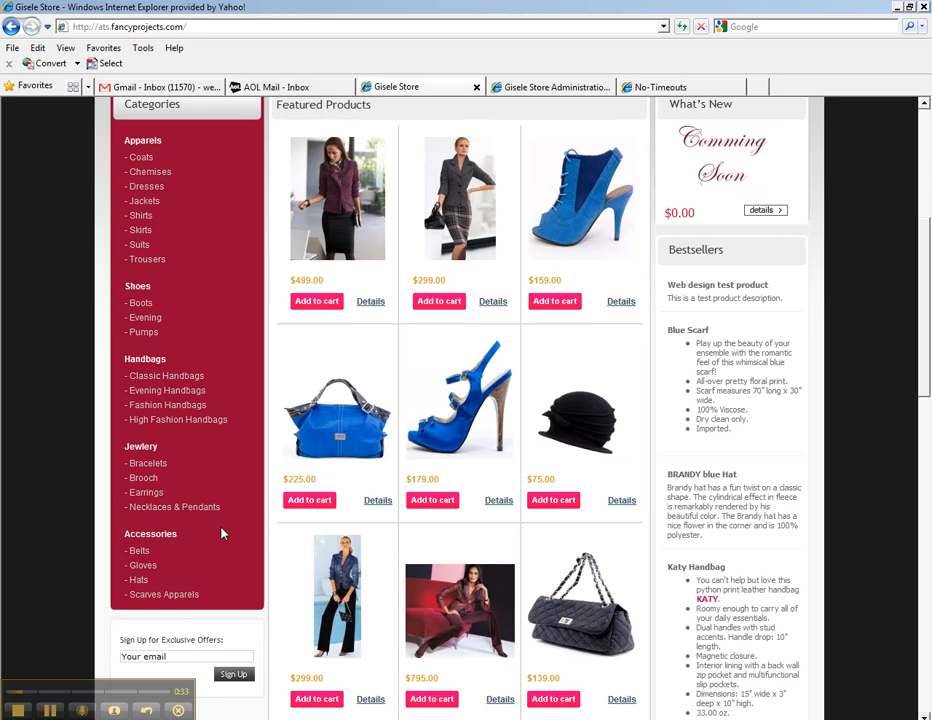 Gisele Store - Windows Internet Explorer provided by Yahoo!
http://ats.fancyprojects.com/
Google
File Edit View Favorites Tools Help
Convert Select
Favorites
Gmail - Inbox (11570) - we...
AOL Mail - Inbox
Gisele Store
Gisele Store Administratio...
No-Timeouts
Categories
Apparels
- Coats
- Chemises
- Dresses
- Jackets
- Shirts
- Skirts
- Suits
- Trousers
Shoes
- Boots
- Evening
- Pumps
Handbags
- Classic Handbags
- Evening Handbags
- Fashion Handbags
- High Fashion Handbags
Jewlery
- Bracelets
- Brooch
- Earrings
- Necklaces & Pendants
Accessories
- Belts
- Gloves
- Hats
- Scarves Apparels
Sign Up for Exclusive Offers:
Your email
Sign Up
0:33
Featured Products
$499.00
Add to cart Details
$299.00
Add to cart Details
$159.00
Add to cart Details
$225.00
Add to cart Details
$179.00
Add to cart Details
$75.00
Add to cart Details
$299.00
Add to cart Details
$795.00
Add to cart Details
$139.00
Add to cart Details
What's New
Comming
Soon
$0.00
details
Bestsellers
Web design test product
This is a test product description.
Blue Scarf
Play up the beauty of your
ensemble with the romantic
feel of this whimsical blue
scarf!
All-over pretty floral print.
Scarf measures 70" long x 30"
wide.
100% Viscose.
Dry clean only.
Imported.
BRANDY blue Hat
Brandy hat has a fun twist on a classic
shape. The cylindrical effect in fleece
is remarkably rendered by his
beautiful color. The Brandy hat has a
nice flower in the corner and is 100%
polyester.
Katy Handbag
You can't help but love this
python print leather handbag
KATY.
Roomy enough to carry all of
your daily essentials.
Dual handles with stud
accents. Handle drop: 10"
length.
Magnetic closure.
Interior lining with a back wall
zip pocket and multifunctional
slip pockets.
Dimensions: 15" wide x 3"
deep x 10" high.
33.00 oz.